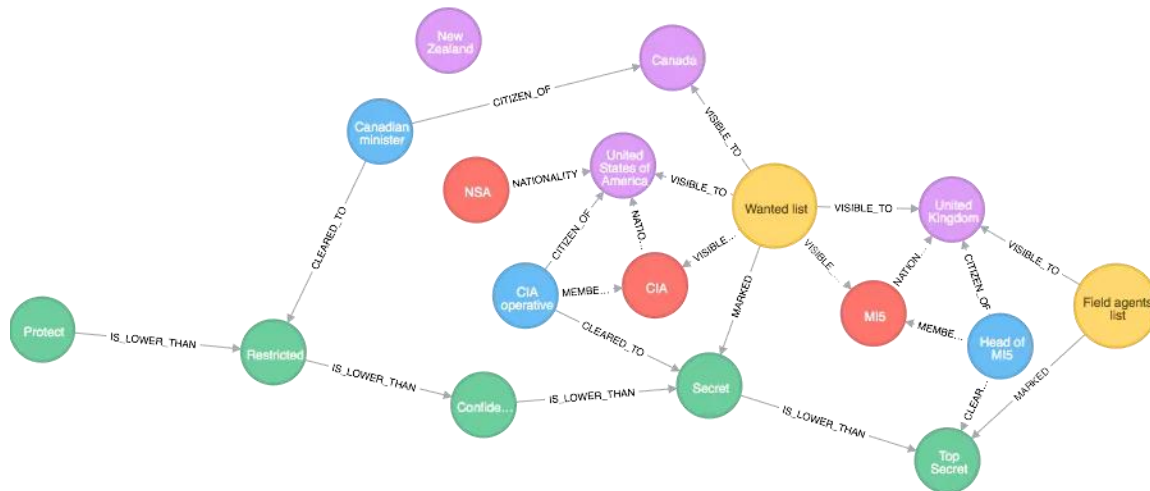 New
Zealand
Canada
CITIZEN_OF
Canadian
minister
VISIBLE_TO
United
States of
America
NSA
NATIONALITY
VISIBLE_TO
Wanted list
VISIBLE_TO
United
Kingdom
CLEARED_TO
CITIZEN_OF
NATIO...
VISIBLE...
VISIBLE...
NATION...
CITIZEN_OF
VISIBLE_TO
CIA
operative
MEMBE...
CIA
MARKED
MI5
MEMBE...
Head of
MI5
Field agents
list
Protect
IS_LOWER_THAN
Restricted
CLEARED_TO
IS_LOWER_THAN
Confide...
IS_LOWER_THAN
Secret
IS_LOWER_THAN
CLEAR...
MARKED
Top
Secret